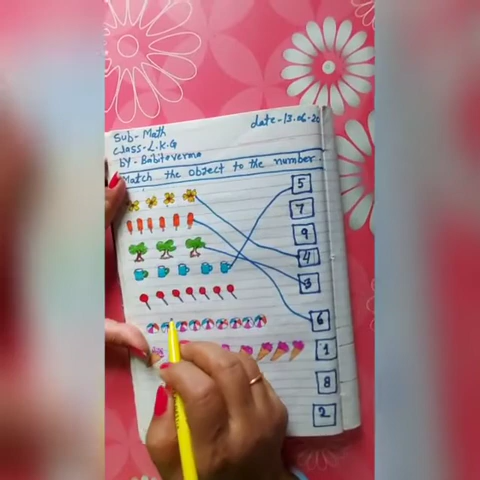 Sub - Math
date - 13.06.20
class - L.K.G
by - Babita verma
Match the object to the number
5
7
9
4
3
6
1
8
2